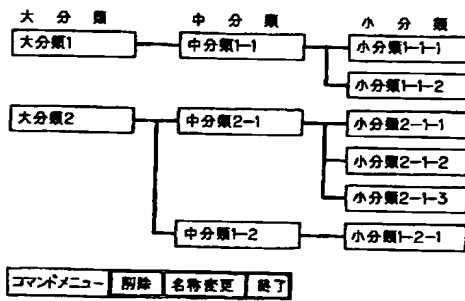 大分類 中分類 小分類
大分類1 中分類1-1 小分類1-1-1
小分類1-1-2
大分類2 中分類2-1 小分類2-1-1
小分類2-1-2
小分類2-1-3
中分類1-2 小分類1-2-1
コマンドメニュー 削除 名称変更 終了